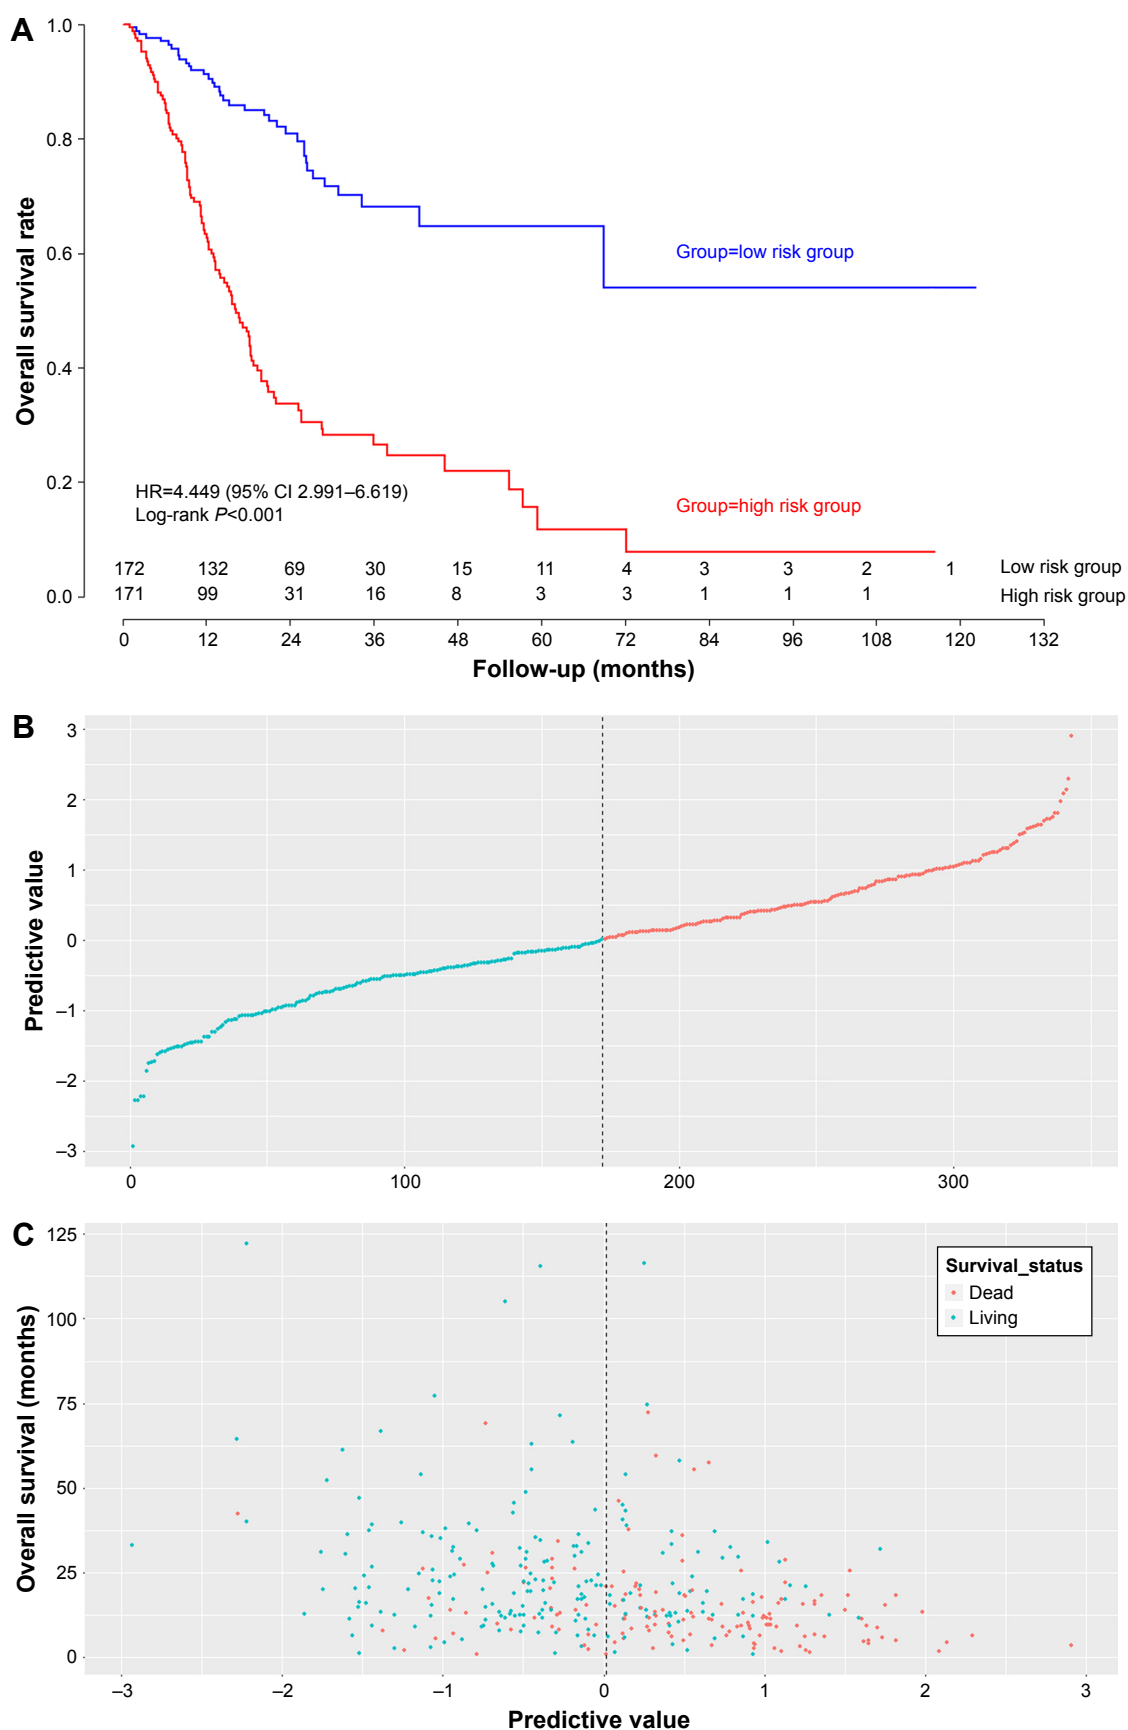 A
1.0
0.8
0.6
0.4
0.2
0.0
Overall survival rate
Group=low risk group
Group=high risk group
HR=4.449 (95% CI 2.991–6.619)
Log-rank P<0.001
172 132 69 30 15 11 4 3 3 2 1 Low risk group
171 99 31 16 8 3 3 1 1 1 High risk group
0 12 24 36 48 60 72 84 96 108 120 132
Follow-up (months)
B
3
2
1
0
–1
–2
–3
Predictive value
0 100 200 300
C
125
100
75
50
25
0
Overall survival (months)
Survival_status
Dead
Living
–3 –2 –1 0 1 2 3
Predictive value